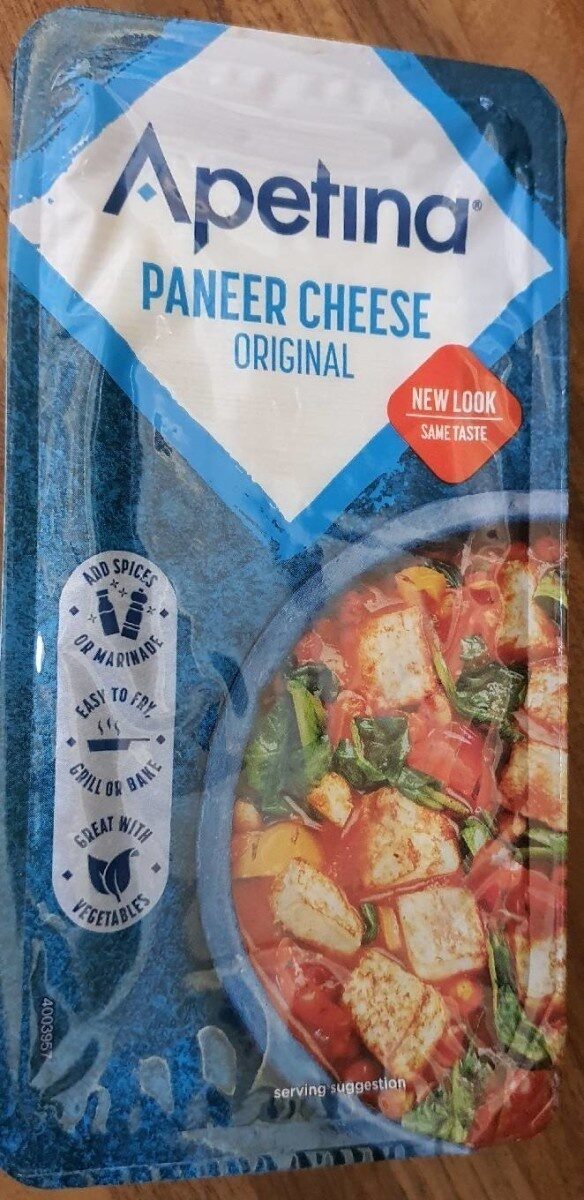 Apetina®
PANEER CHEESE
ORIGINAL
NEW LOOK
SAME TASTE
ADD SPICES
OR MARINADE
EASY TO FRY,
GRILL OR BAKE
GREAT WITH
VEGETABLES
4003957
serving suggestion